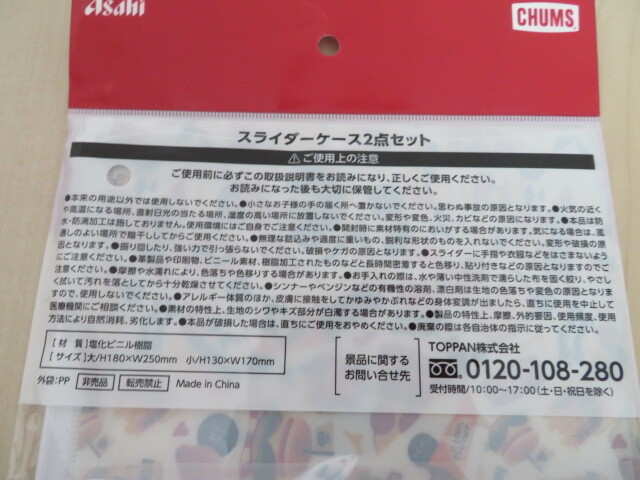 Asahi
CHUMS
スライダーケース2点セット
⚠ご使用上の注意
ご使用前に必ずこの取扱説明書をお読みになり、正しくご使用ください。
お読みになった後も大切に保管してください。
●本来の用途以外では使用しないでください。●小さなお子様の手の届く所へ置かないでください。思わぬ事故の原因となります。●火気の近く
や高温になる場所、直射日光の当たる場所、湿度の高い場所に放置しないでください。変形や変色、火災、カビなどの原因になります。●本品は防
水・防滴加工は施しておりません。使用環境にはご自身でご注意ください。●開封時に素材特有のにおいがする場合があります。気になる場合は、風
通しのよい場所で陰干ししてからご使用ください。●無理な詰込みや過度に重いもの、鋭利な形状のものを入れないでください。変形や破損の原
因となります。●振り回したり、強い力で引っ張らないでください。破損やケガの原因となります。●スライダーに手指や衣服などをはさまないよう
にご注意ください。●革製品や印刷物、ビニール素材、樹脂加工されたものなどと長時間密着すると色移り、貼り付きなどの原因となりますのでご
注意ください。●摩擦や水濡れにより、色落ちや色移りする場合があります。●お手入れの際は、水や薄い中性洗剤で濡らした布を固く絞り、やさし
く拭いて汚れを落としてから十分乾燥させてください。●シンナーやベンジンなどの有機性の溶剤、漂白剤は生地の色落ちや変色の原因となりま
すので、使用しないでください。●アレルギー体質のほか、皮膚に接触をしてかゆみやかぶれなどの身体変調が出ましたら、直ちに使用を中止して
医療機関にご相談ください。●素材の特性上、生地のシワやキズ部分が白濁する場合があります。●製品の特性上、摩擦、外的要因、使用頻度、使用
方法により自然消耗、劣化します。●本品が破損した場合は、直ちにご使用をおやめください。●廃棄の際は各自治体の指示に従ってください。
[材 質]塩化ビニル樹脂
[サイズ]大/H180×W250mm 小/H130×W170mm
外袋:PP 非売品 転売禁止 Made in China
景品に関する
お問い合せ先
TOPPAN株式会社
0120-108-280
受付時間/10:00〜17:00(土・日・祝日を除く)